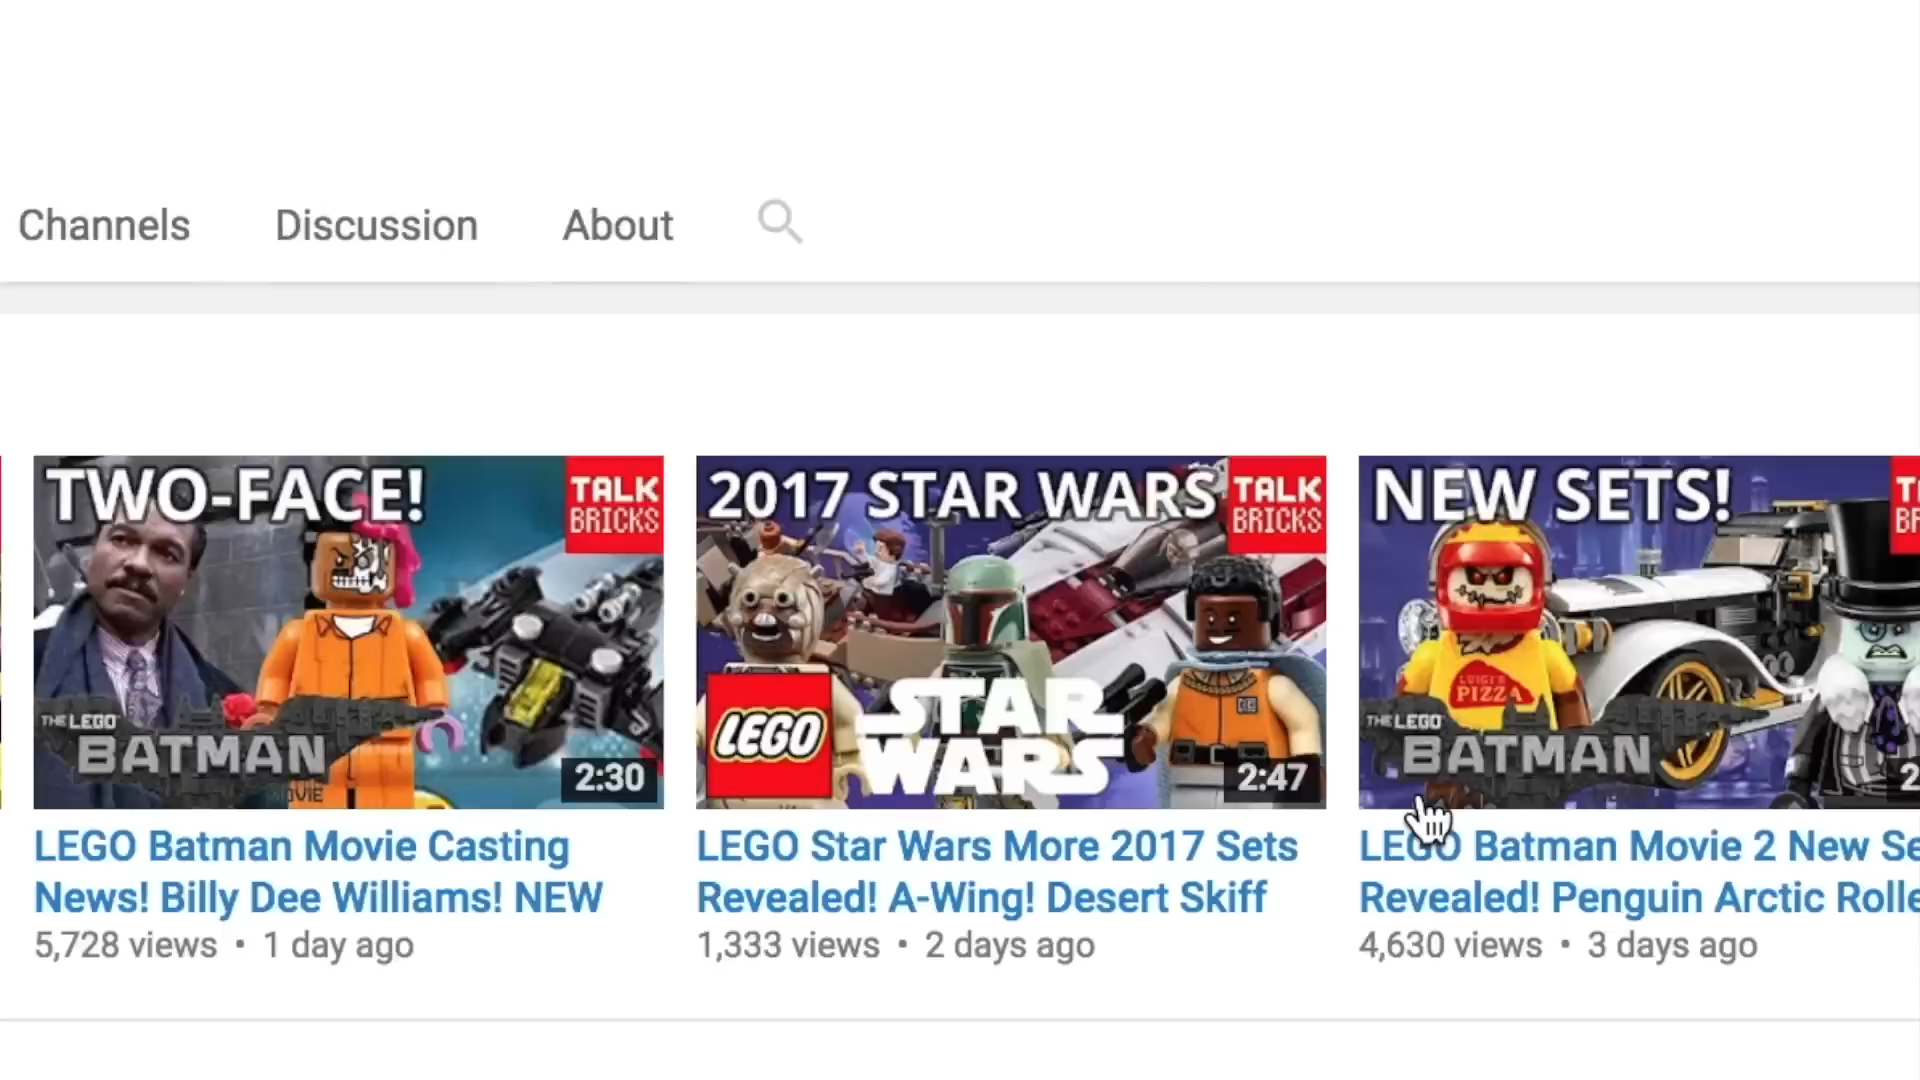 Channels
Discussion
About
TWO-FACE!
TALK
BRICKS
THE LEGO
BATMAN
MOVIE
2:30
LEGO Batman Movie Casting
News! Billy Dee Williams! NEW
5,728 views • 1 day ago
2017 STAR WARS
TALK
BRICKS
LEGO
STAR
WARS
2:47
LEGO Star Wars More 2017 Sets
Revealed! A-Wing! Desert Skiff
1,333 views • 2 days ago
NEW SETS!
LUIGI'S
PIZZA
THE LEGO
BATMAN
LEGO Batman Movie 2 New Se
Revealed! Penguin Arctic Rolle
4,630 views • 3 days ago